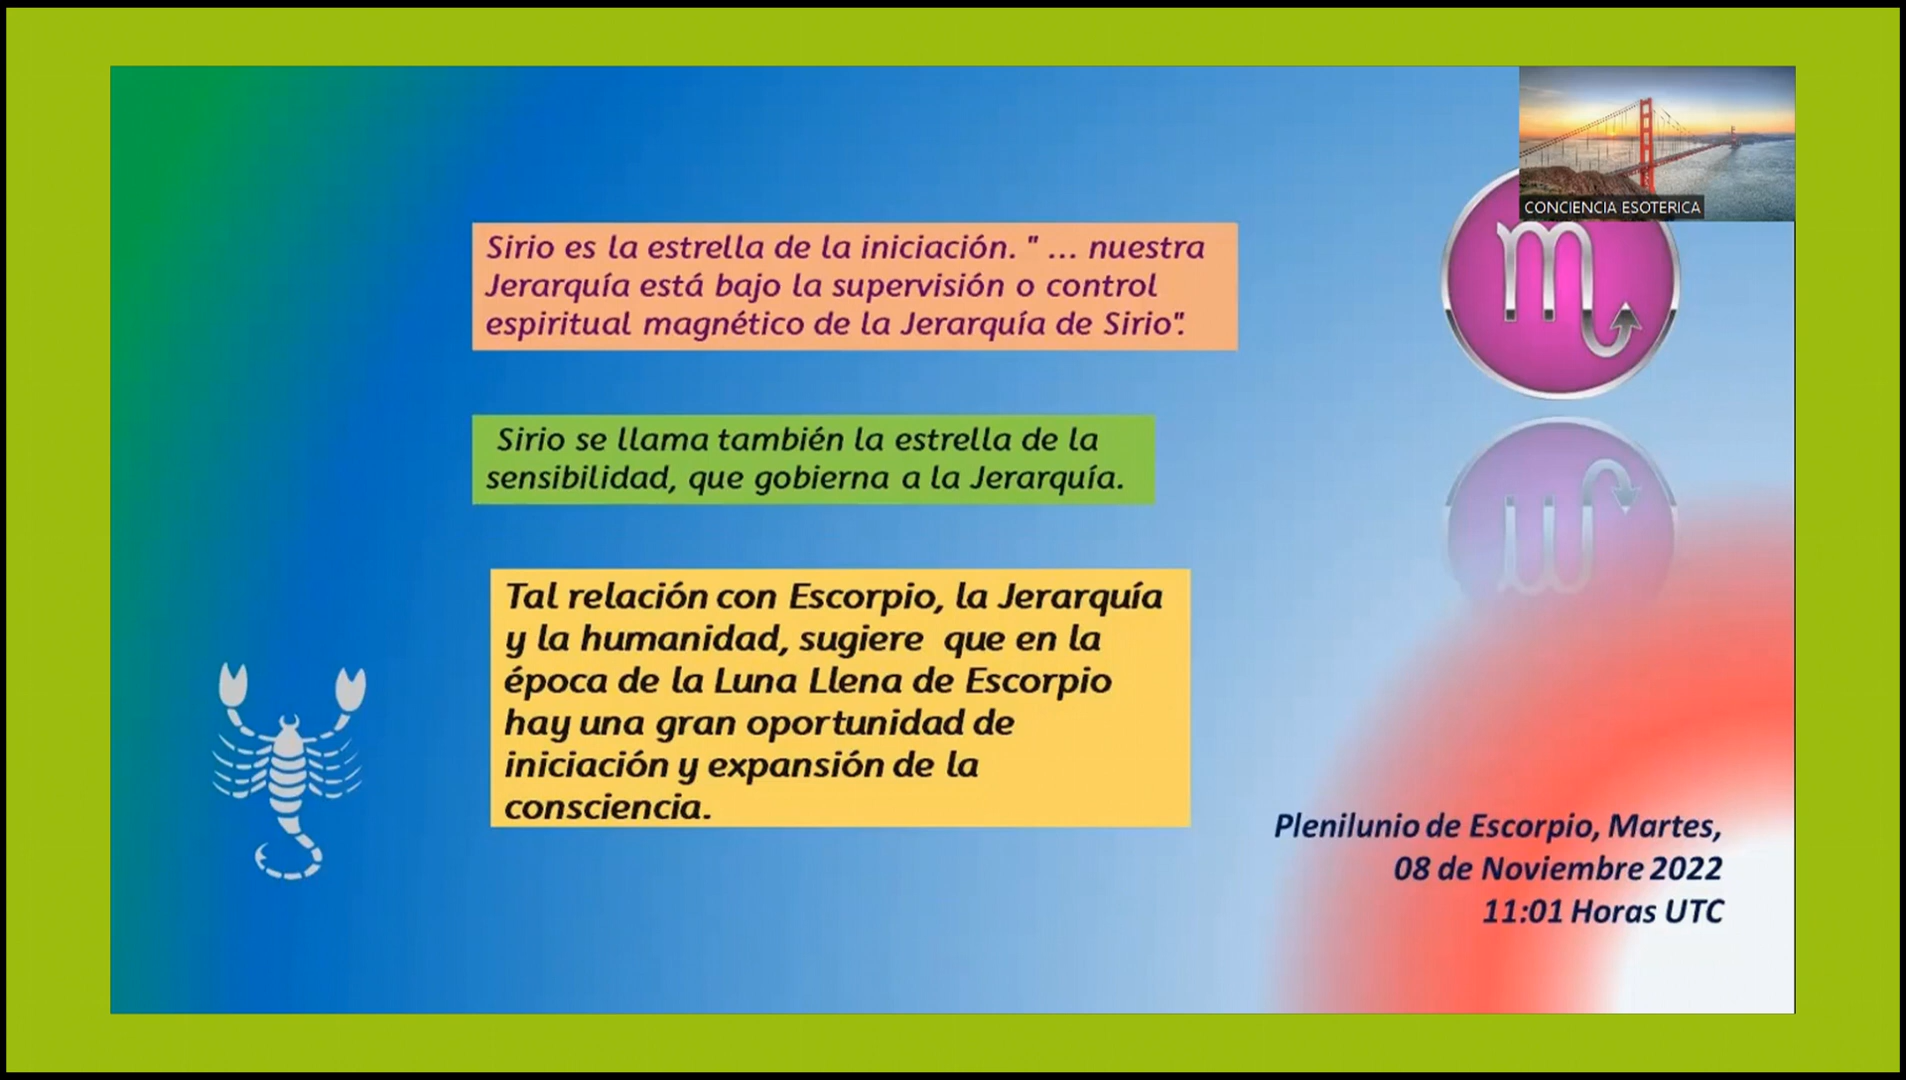 CONCIENCIA ESOTERICA
Sirio es la estrella de la iniciación. " ... nuestra
Jerarquía está bajo la supervisión o control
espiritual magnético de la Jerarquía de Sirio".
Sirio se llama también la estrella de la
sensibilidad, que gobierna a la Jerarquía.
Tal relación con Escorpio, la Jerarquía
y la humanidad, sugiere que en la
época de la Luna Llena de Escorpio
hay una gran oportunidad de
iniciación y expansión de la
consciencia.
Plenilunio de Escorpio, Martes,
08 de Noviembre 2022
11:01 Horas UTC